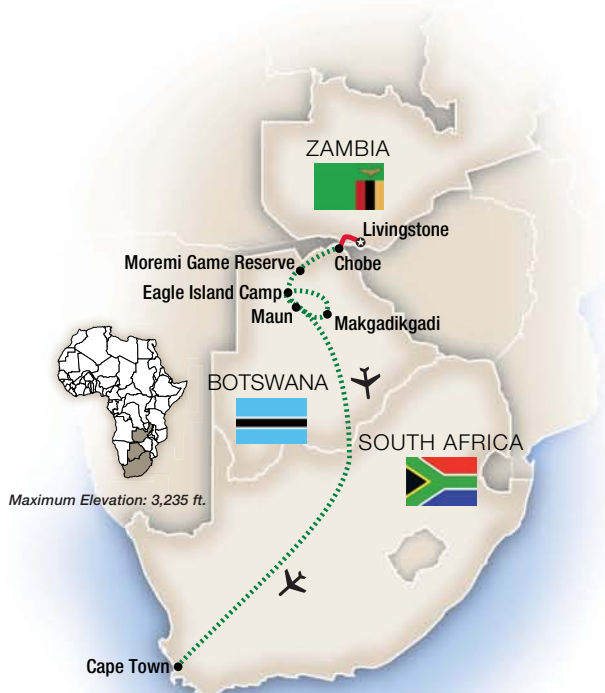 ZAMBIA
Livingstone
Chobe
Moremi Game Reserve
Eagle Island Camp
Maun
Makgadikgadi
BOTSWANA
SOUTH AFRICA
Maximum Elevation: 3,235 ft.
Cape Town